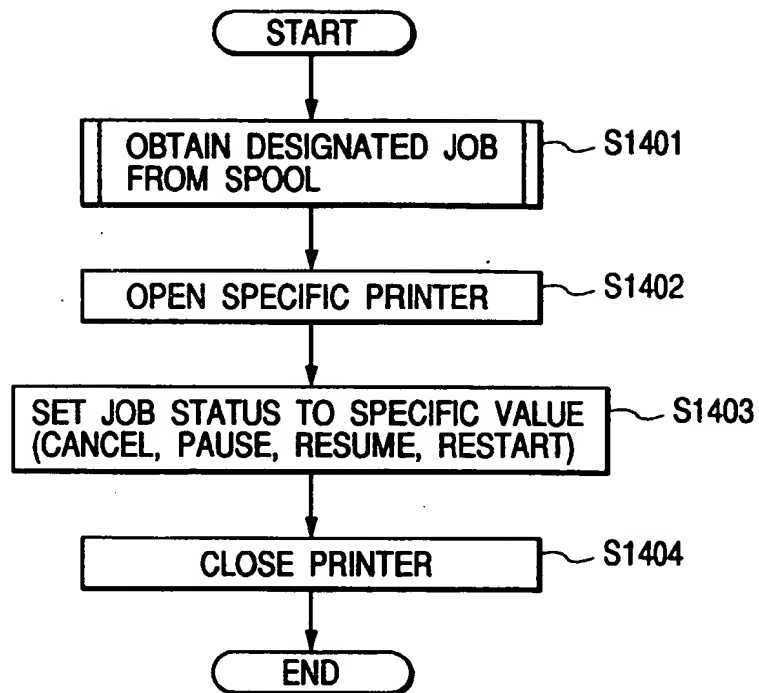 START
OBTAIN DESIGNATED JOB
FROM SPOOL
S1401
OPEN SPECIFIC PRINTER
S1402
SET JOB STATUS TO SPECIFIC VALUE
(CANCEL, PAUSE, RESUME, RESTART)
S1403
CLOSE PRINTER
S1404
END